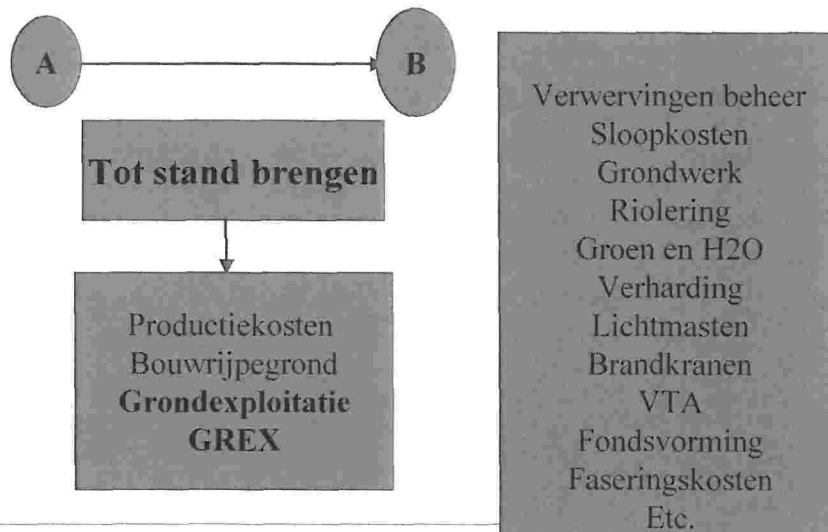 A
B
Tot stand brengen
Productiekosten
Bouwrijpegrond
Grondexploitatie
GREX
Verwervingen beheer
Sloopkosten
Grondwerk
Riolering
Groen en H2O
Verharding
Lichtmasten
Brandkranen
VTA
Fondsvorming
Faseringskosten
Etc.